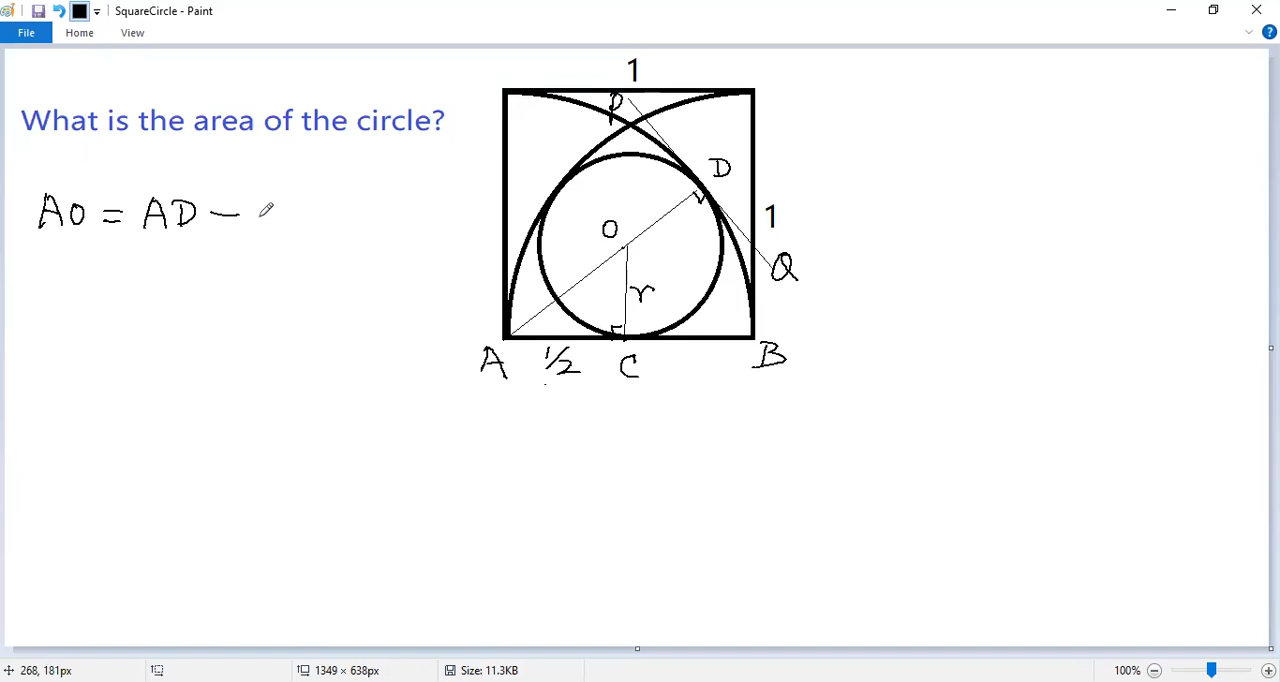 SquareCircle - Paint
File Home View
1
What is the area of the circle?
P
D
AO = AD −
1
O
Q
r
A 1/2 C B
268, 181px
1349 × 638px
Size: 11.3KB
100%